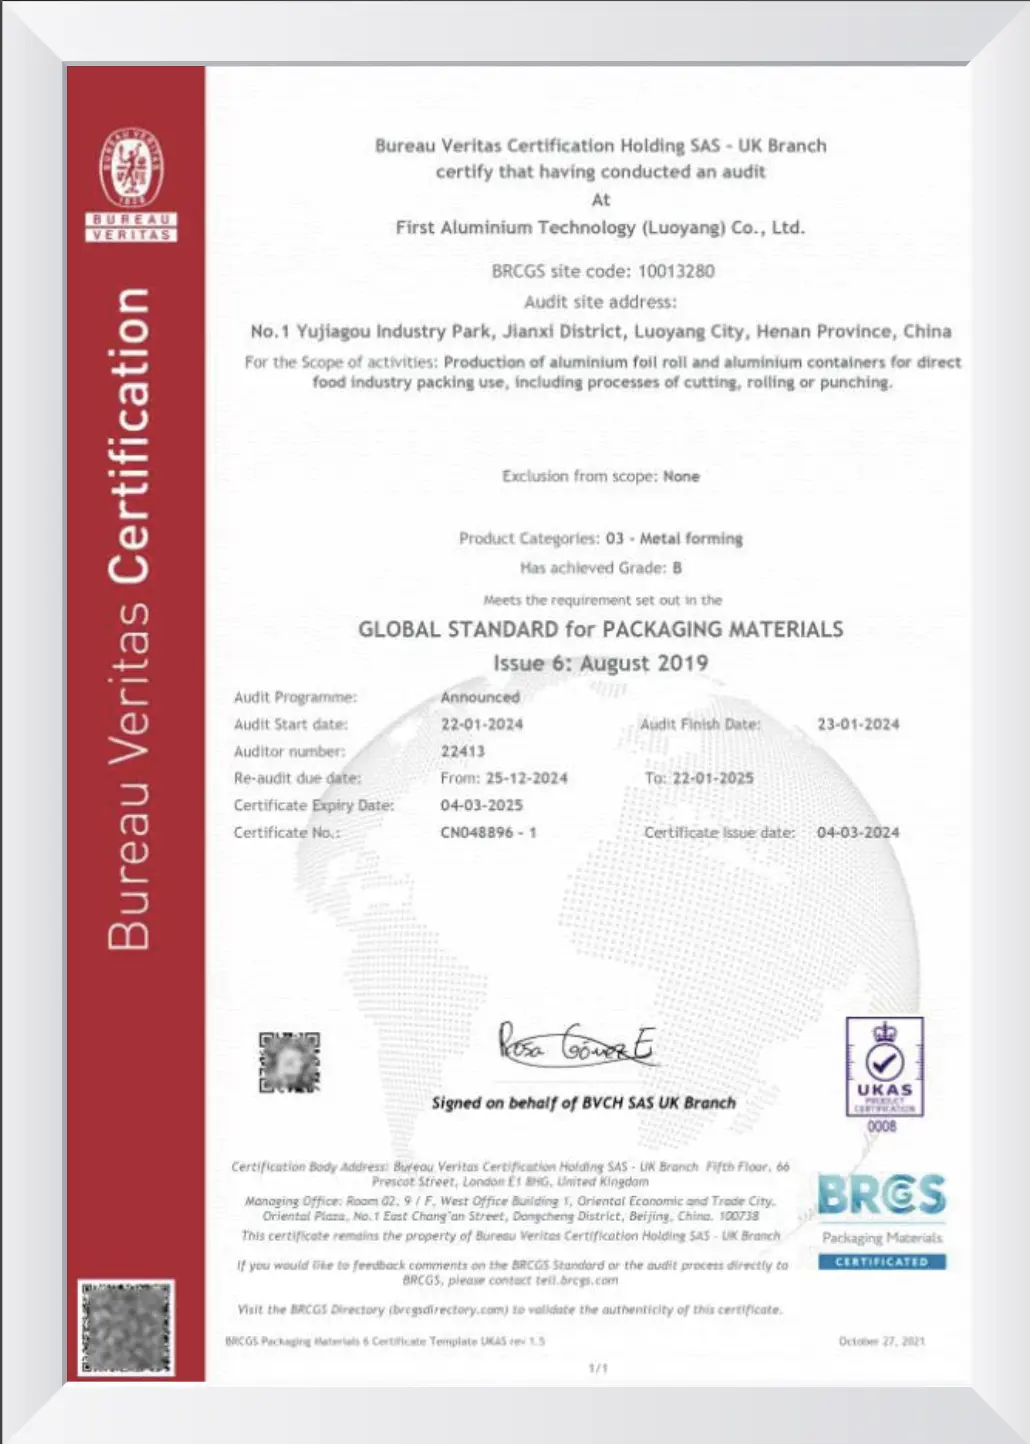 BUREAU VERITAS
1828
BUREAU
VERITAS
Bureau Veritas Certification
Bureau Veritas Certification Holding SAS - UK Branch
certify that having conducted an audit
At
First Aluminium Technology (Luoyang) Co., Ltd.
BRCGS site code: 10013280
Audit site address:
No.1 Yujiagou Industry Park, Jianxi District, Luoyang City, Henan Province, China
For the Scope of activities: Production of aluminium foil roll and aluminium containers for direct
food industry packing use, including processes of cutting, rolling or punching.
Exclusion from scope: None
Product Categories: 03 - Metal forming
Has achieved Grade: B
Meets the requirement set out in the
GLOBAL STANDARD for PACKAGING MATERIALS
Issue 6: August 2019
Audit Programme: Announced
Audit Start date: 22-01-2024 Audit Finish Date: 23-01-2024
Auditor number: 22413
Re-audit due date: From: 25-12-2024 To: 22-01-2025
Certificate Expiry Date: 04-03-2025
Certificate No.: CN048896 - 1 Certificate Issue date: 04-03-2024
Rosa Gómez E
Signed on behalf of BVCH SAS UK Branch
UKAS
PRODUCT
CERTIFICATION
0008
Certification Body Address: Bureau Veritas Certification Holding SAS - UK Branch Fifth Floor, 66
Prescot Street, London E1 8HG, United Kingdom
Managing Office: Room 02, 9 / F, West Office Building 1, Oriental Economic and Trade City,
Oriental Plaza, No.1 East Chang'an Street, Dongcheng District, Beijing, China. 100738
This certificate remains the property of Bureau Veritas Certification Holding SAS - UK Branch
If you would like to feedback comments on the BRCGS Standard or the audit process directly to
BRCGS, please contact tell.brcgs.com
Visit the BRCGS Directory (brcgsdirectory.com) to validate the authenticity of this certificate.
BRCGS
Packaging Materials
CERTIFICATED
BRCGS Packaging Materials 6 Certificate Template UKAS rev 1.5
October 27, 2021
1/1